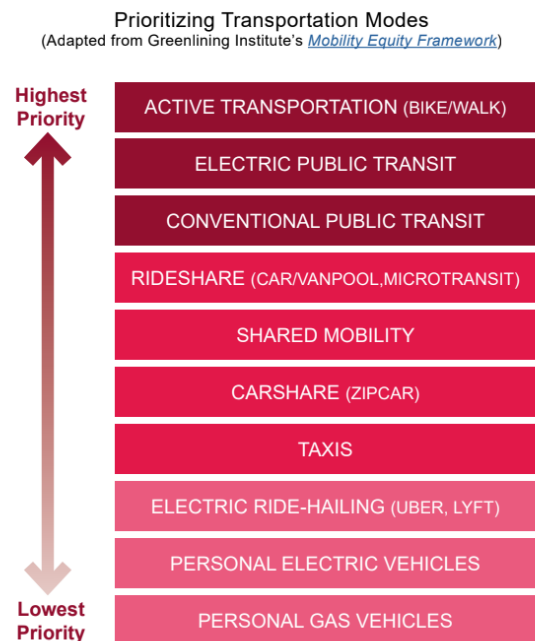 Prioritizing Transportation Modes
(Adapted from Greenlining Institute's Mobility Equity Framework)
Highest
Priority
ACTIVE TRANSPORTATION (BIKE/WALK)
ELECTRIC PUBLIC TRANSIT
CONVENTIONAL PUBLIC TRANSIT
RIDESHARE (CAR/VANPOOL,MICROTRANSIT)
SHARED MOBILITY
CARSHARE (ZIPCAR)
TAXIS
ELECTRIC RIDE-HAILING (UBER, LYFT)
PERSONAL ELECTRIC VEHICLES
PERSONAL GAS VEHICLES
Lowest
Priority